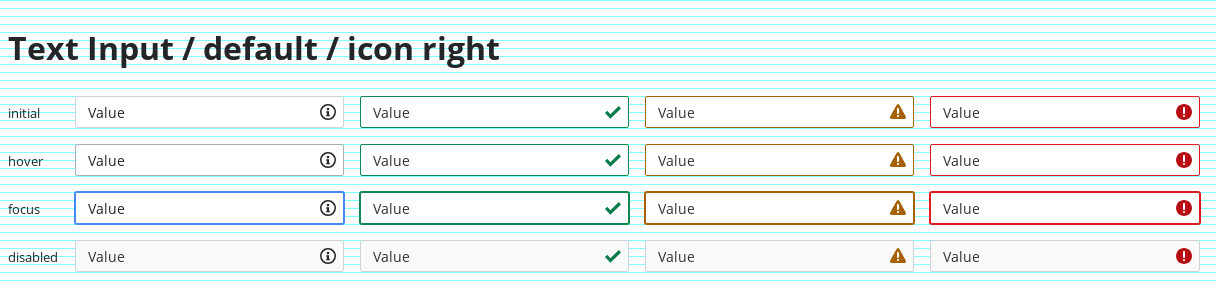 Text Input / default / icon right
initial Value Value Value Value
hover Value Value Value Value
focus Value Value Value Value
disabled Value Value Value Value